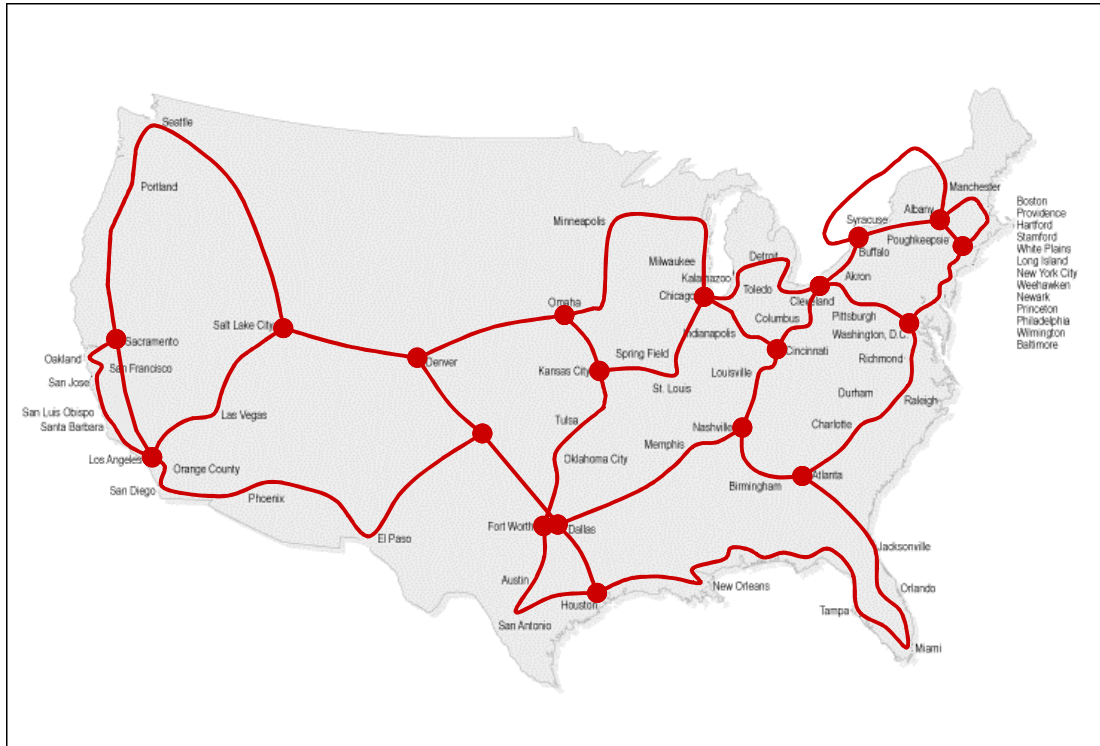 Seattle
Portland
Manchester
Boston
Providence
Hartford
Stamford
White Plains
Long Island
New York City
Weehawken
Newark
Princeton
Philadelphia
Wilmington
Baltimore
Minneapolis
Syracuse
Albany
Poughkeepsie
Buffalo
Milwaukee
Detroit
Kalamazoo
Akron
Chicago
Toledo
Cleveland
Omaha
Columbus
Pittsburgh
Salt Lake City
Indianapolis
Washington, D.C.
Sacramento
Oakland
San Francisco
Denver
Spring Field
Cincinnati
Richmond
San Jose
Kansas City
Louisville
St. Louis
Durham
Raleigh
San Luis Obispo
Santa Barbara
Las Vegas
Tulsa
Nashville
Charlotte
Memphis
Los Angeles
Orange County
Oklahoma City
Atlanta
San Diego
Phoenix
Birmingham
El Paso
Fort Worth
Dallas
Jacksonville
Austin
New Orleans
Orlando
Houston
Tampa
San Antonio
Miami